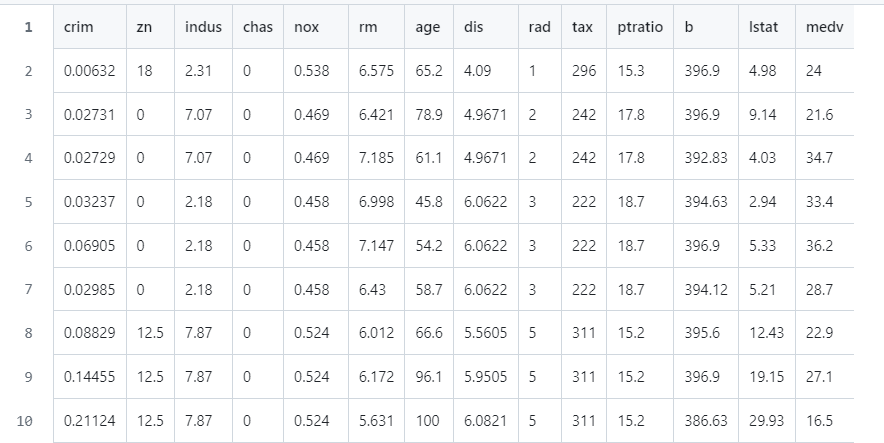 1 crim zn indus chas nox rm age dis rad tax ptratio b lstat medv
2 0.00632 18 2.31 0 0.538 6.575 65.2 4.09 1 296 15.3 396.9 4.98 24
3 0.02731 0 7.07 0 0.469 6.421 78.9 4.9671 2 242 17.8 396.9 9.14 21.6
4 0.02729 0 7.07 0 0.469 7.185 61.1 4.9671 2 242 17.8 392.83 4.03 34.7
5 0.03237 0 2.18 0 0.458 6.998 45.8 6.0622 3 222 18.7 394.63 2.94 33.4
6 0.06905 0 2.18 0 0.458 7.147 54.2 6.0622 3 222 18.7 396.9 5.33 36.2
7 0.02985 0 2.18 0 0.458 6.43 58.7 6.0622 3 222 18.7 394.12 5.21 28.7
8 0.08829 12.5 7.87 0 0.524 6.012 66.6 5.5605 5 311 15.2 395.6 12.43 22.9
9 0.14455 12.5 7.87 0 0.524 6.172 96.1 5.9505 5 311 15.2 396.9 19.15 27.1
10 0.21124 12.5 7.87 0 0.524 5.631 100 6.0821 5 311 15.2 386.63 29.93 16.5